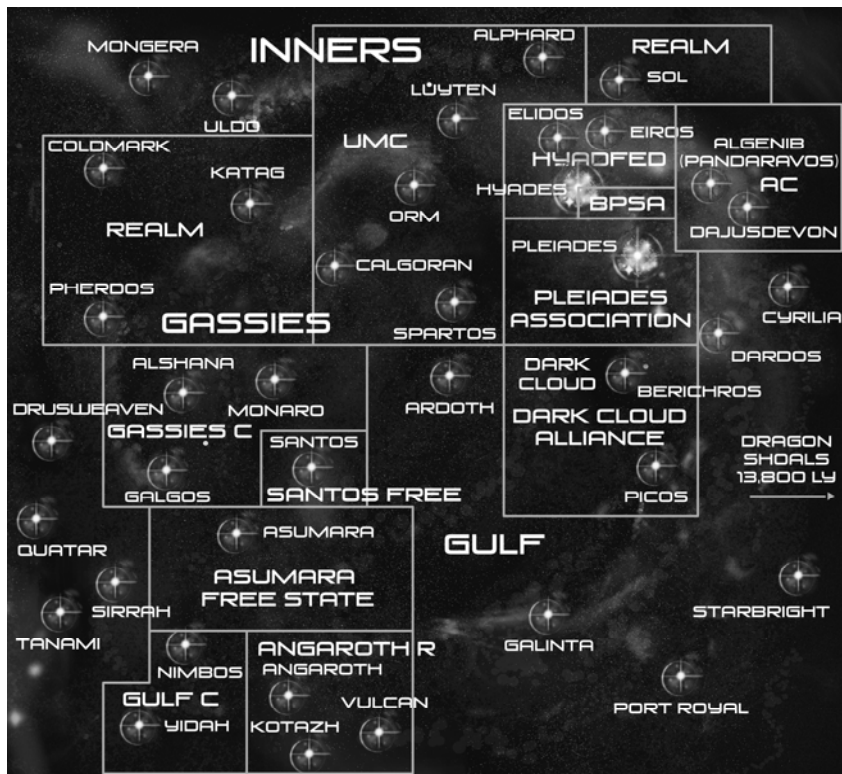 MONGERA
INNERS
ALPHARD
REALM
SOL
ULDO
LÜYTEN
ELIDOS
EIROS
HYADFED
ALGENIB
(PANDARAVOS)
AC
COLDMARK
KATAG
UMC
HYADES
BPSA
DAJUSDEVON
REALM
ORM
PLEIADES
CALGORAN
PHERDOS
GASSIES
SPARTOS
PLEIADES
ASSOCIATION
CYRILIA
DARDOS
ALSHANA
MONARO
ARDOTH
DARK
CLOUD
BERICHROS
DRUSWEAVEN
GASSIES C
DARK CLOUD
ALLIANCE
SANTOS
DRAGON
SHOALS
13,800 LY
GALGOS
SANTOS FREE
PICOS
QUATAR
ASUMARA
GULF
ASUMARA
FREE STATE
SIRRAH
STARBRIGHT
TANAMI
NIMBOS
ANGAROTH R
ANGAROTH
GALINTA
GULF C
VULCAN
PORT ROYAL
YIDAH
KOTAZH